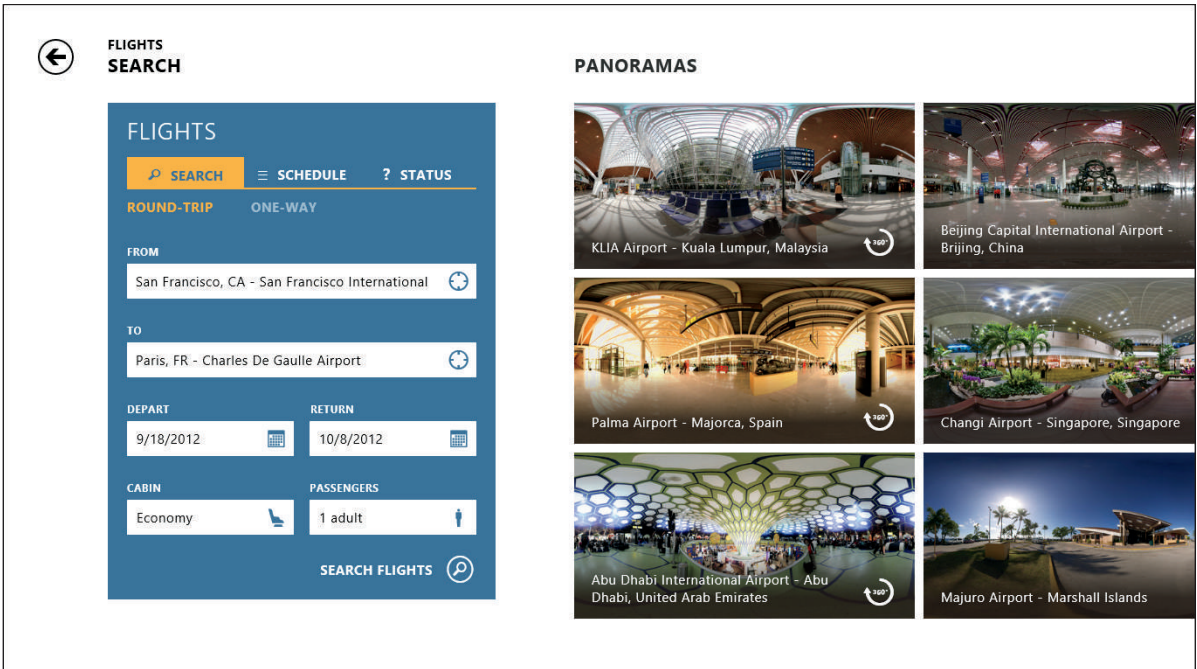 FLIGHTS
SEARCH
FLIGHTS
SEARCH
SCHEDULE
? STATUS
ROUND-TRIP
ONE-WAY
FROM
San Francisco, CA - San Francisco International
TO
Paris, FR - Charles De Gaulle Airport
DEPART
RETURN
9/18/2012
10/8/2012
CABIN
PASSENGERS
Economy
1 adult
SEARCH FLIGHTS
PANORAMAS
KLIA Airport - Kuala Lumpur, Malaysia
360°
Beijing Capital International Airport -
Brijing, China
Palma Airport - Majorca, Spain
360°
Changi Airport - Singapore, Singapore
Abu Dhabi International Airport - Abu
Dhabi, United Arab Emirates
360°
Majuro Airport - Marshall Islands